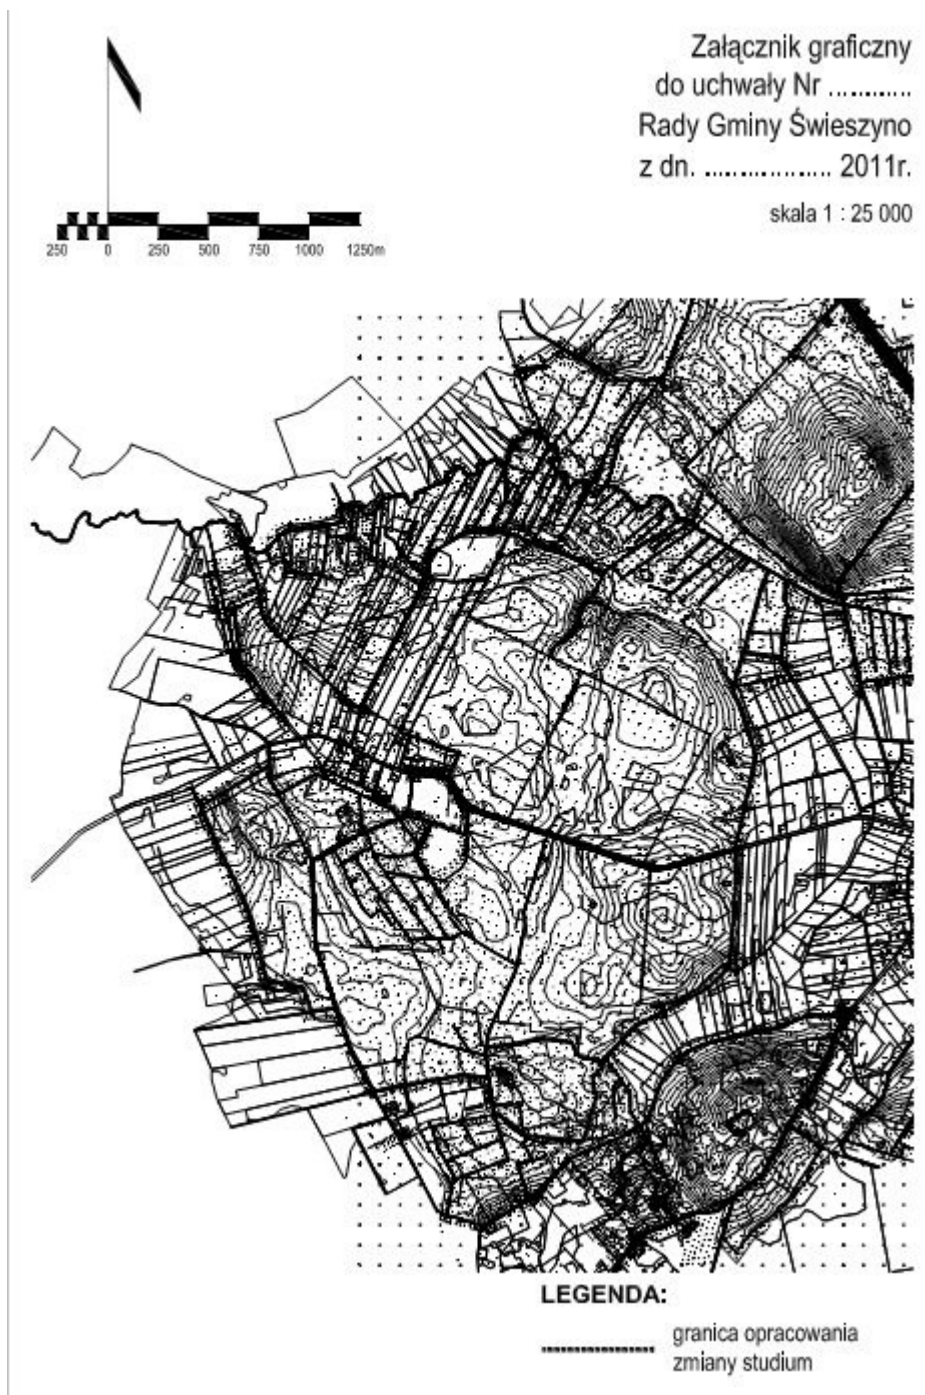 Załącznik graficzny
do uchwały Nr ............
Rady Gminy Świeszyno
z dn. .................. 2011r.
skala 1 : 25 000
250 0 250 500 750 1000 1250m
LEGENDA:
granica opracowania
zmiany studium